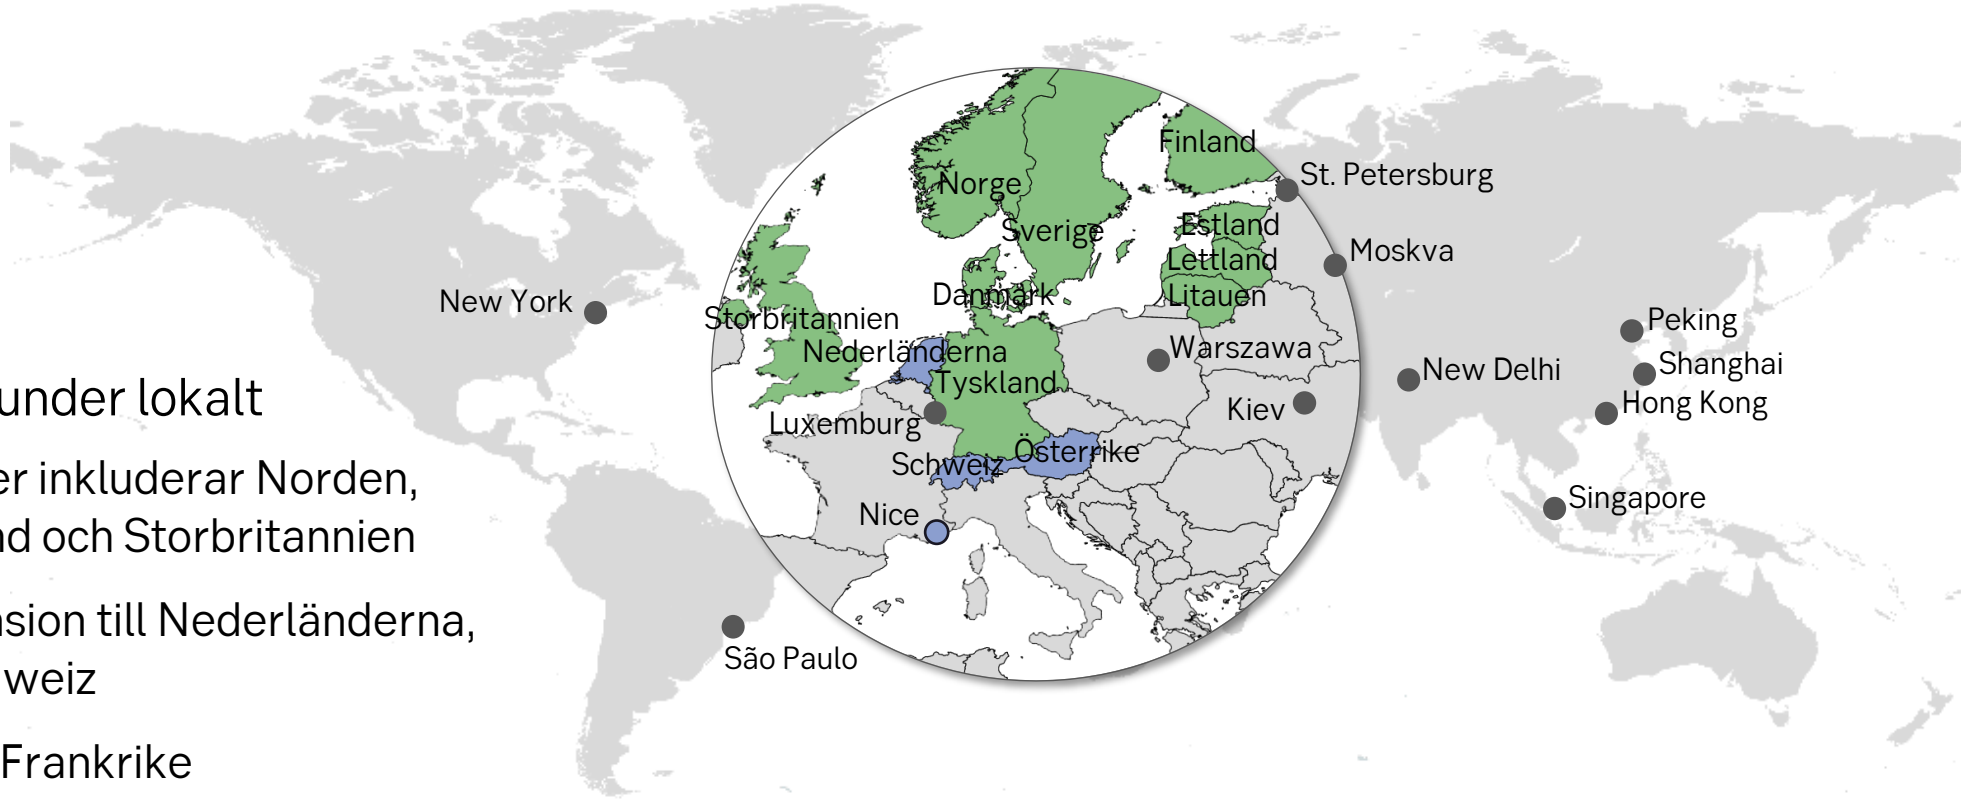 under lokalt
er inkluderar Norden,
nd och Storbritannien
sion till Nederländerna,
weiz
Frankrike
Finland
St. Petersburg
Norge
Sverige
Estland
Moskva
Lettland
Danmark
Litauen
New York
Storbritannien
Peking
Nederländerna
Warszawa
Shanghai
New Delhi
Tyskland
Hong Kong
Luxemburg
Kiev
Österrike
Schweiz
Singapore
Nice
São Paulo